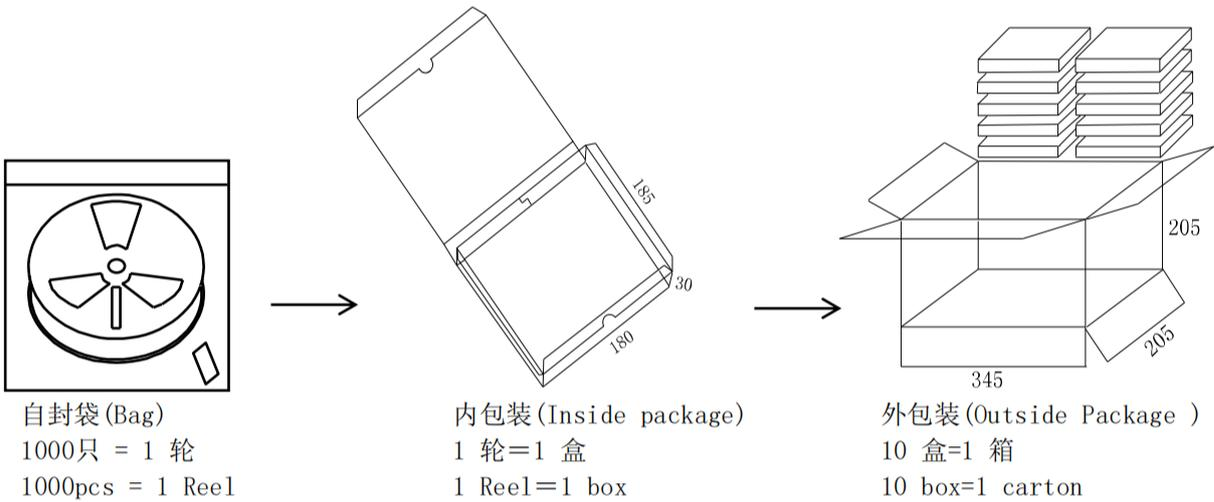 185
30
180
205
205
345
自封袋(Bag)
1000只 = 1 轮
1000pcs = 1 Reel
内包装(Inside package)
1 轮＝1 盒
1 Reel＝1 box
外包装(Outside Package )
10 盒=1 箱
10 box=1 carton